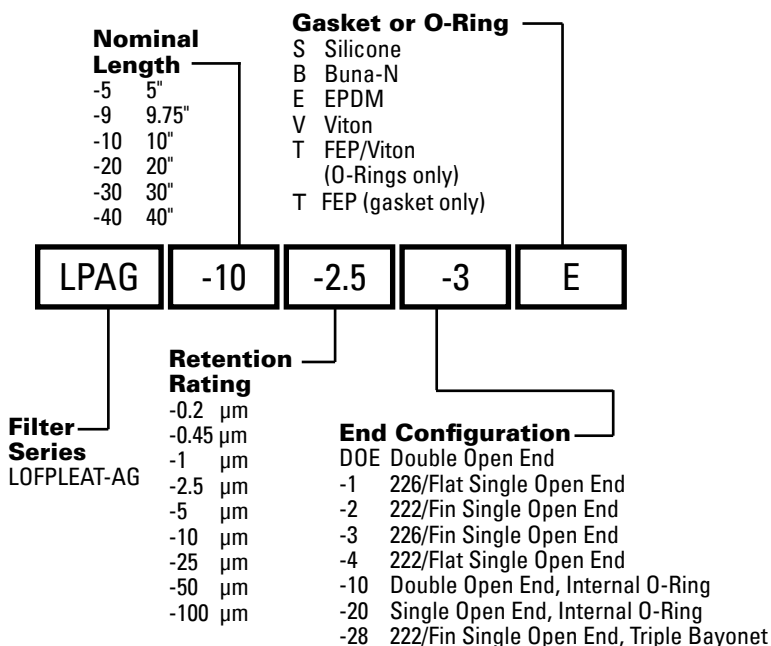 Nominal
Length
-5 5"
-9 9.75"
-10 10"
-20 20"
-30 30"
-40 40"
Gasket or O-Ring
S Silicone
B Buna-N
E EPDM
V Viton
T FEP/Viton
(O-Rings only)
T FEP (gasket only)
LPAG -10 -2.5 -3 E
Filter
Series
LOFPLEAT-AG
Retention
Rating
-0.2 µm
-0.45 µm
-1 µm
-2.5 µm
-5 µm
-10 µm
-25 µm
-50 µm
-100 µm
End Configuration
DOE Double Open End
-1 226/Flat Single Open End
-2 222/Fin Single Open End
-3 226/Fin Single Open End
-4 222/Flat Single Open End
-10 Double Open End, Internal O-Ring
-20 Single Open End, Internal O-Ring
-28 222/Fin Single Open End, Triple Bayonet